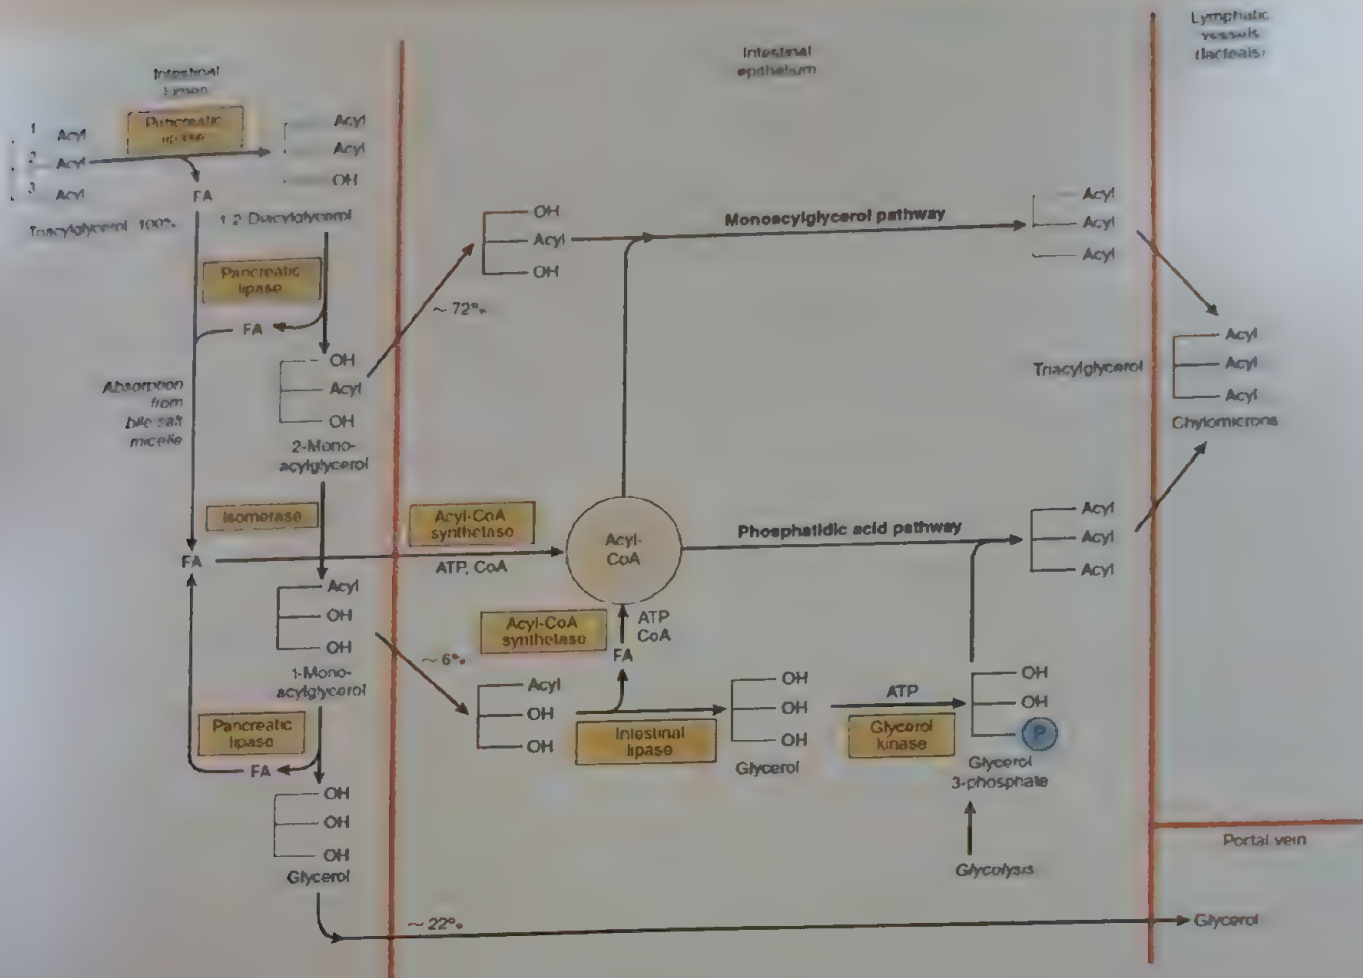 Intestinal
lumen
Intestinal
epithelium
Lymphatic
vessels
(lacteals)
Pancreatic
lipase
1
Acyl
2
Acyl
3
Acyl
Triacylglycerol 100%
FA
Acyl
Acyl
OH
1,2-Diacylglycerol
Pancreatic
lipase
FA
OH
Acyl
OH
2-Mono-
acylglycerol
Absorption
from
bile salt
micelle
Isomerase
FA
Acyl
OH
OH
1-Mono-
acylglycerol
Pancreatic
lipase
FA
OH
OH
OH
Glycerol
~ 72%
OH
Acyl
OH
Monoacylglycerol pathway
Acyl
Acyl
Acyl
Acyl-CoA
synthetase
ATP, CoA
Acyl-
CoA
Phosphatidic acid pathway
Acyl
Acyl
Acyl
Acyl-CoA
synthetase
ATP
CoA
FA
~ 6%
Acyl
OH
OH
Intestinal
lipase
OH
OH
OH
Glycerol
ATP
Glycerol
kinase
OH
OH
P
Glycerol
3-phosphate
Glycolysis
Triacylglycerol
Acyl
Acyl
Acyl
Chylomicrons
Portal vein
~ 22%
Glycerol